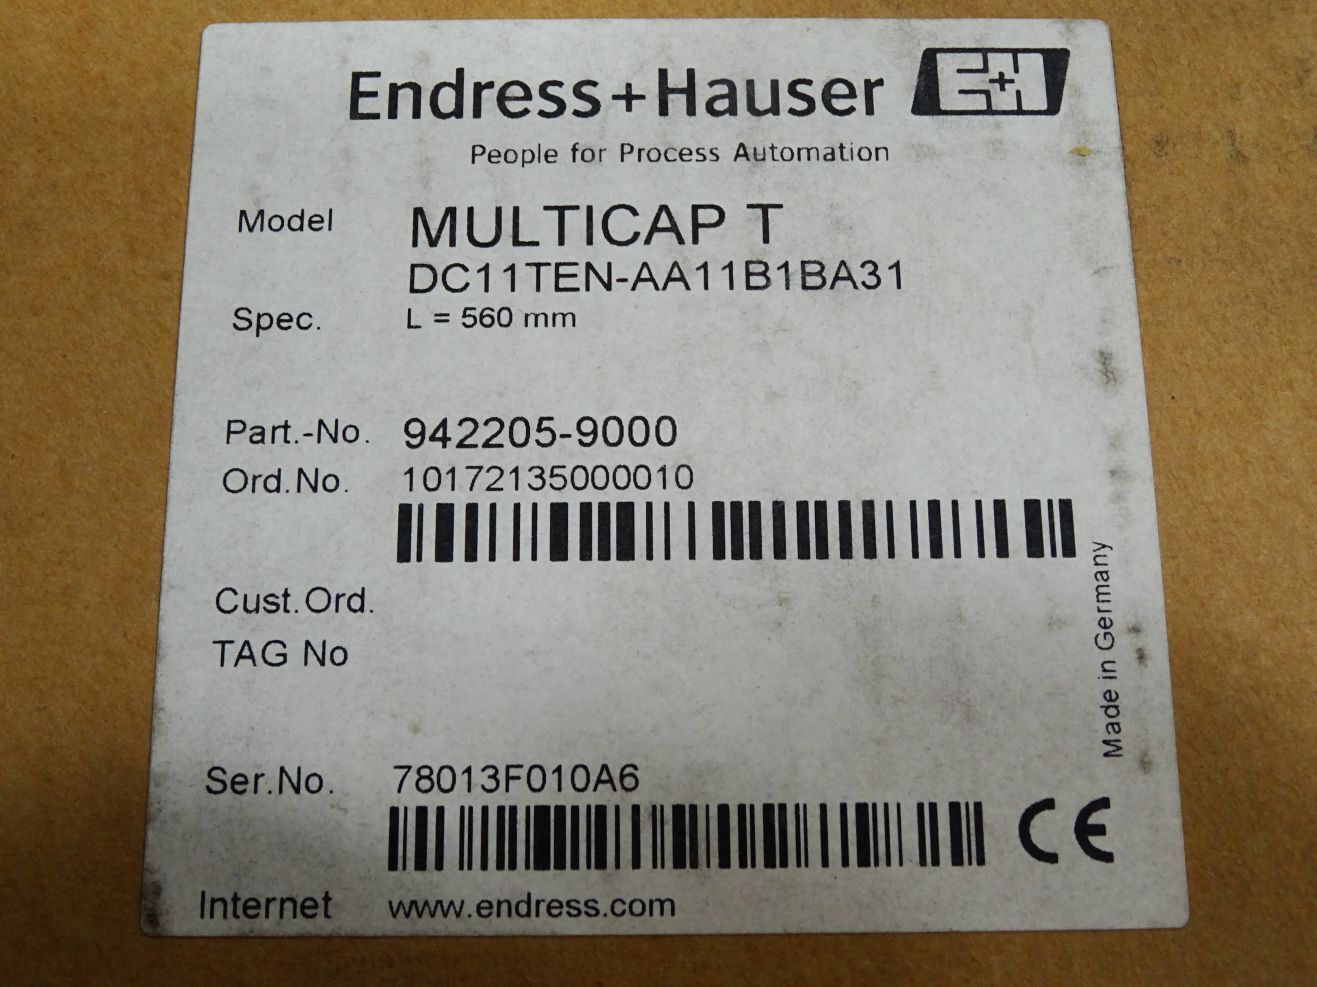 Endress+Hauser E+H
People for Process Automation
Model MULTICAP T
DC11TEN-AA11B1BA31
Spec. L = 560 mm
Part.-No. 942205-9000
Ord.No. 10172135000010
Cust.Ord.
TAG No
Made in Germany
Ser.No. 78013F010A6
CE
Internet www.endress.com